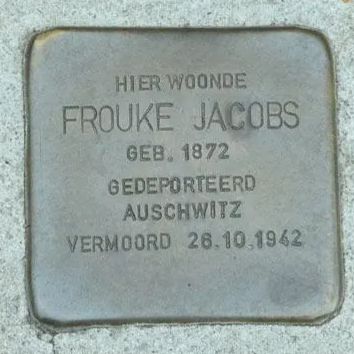 HIER WOONDE
FROUKE JACOBS
GEB. 1872
GEDEPORTEERD
AUSCHWITZ
VERMOORD 26.10.1942